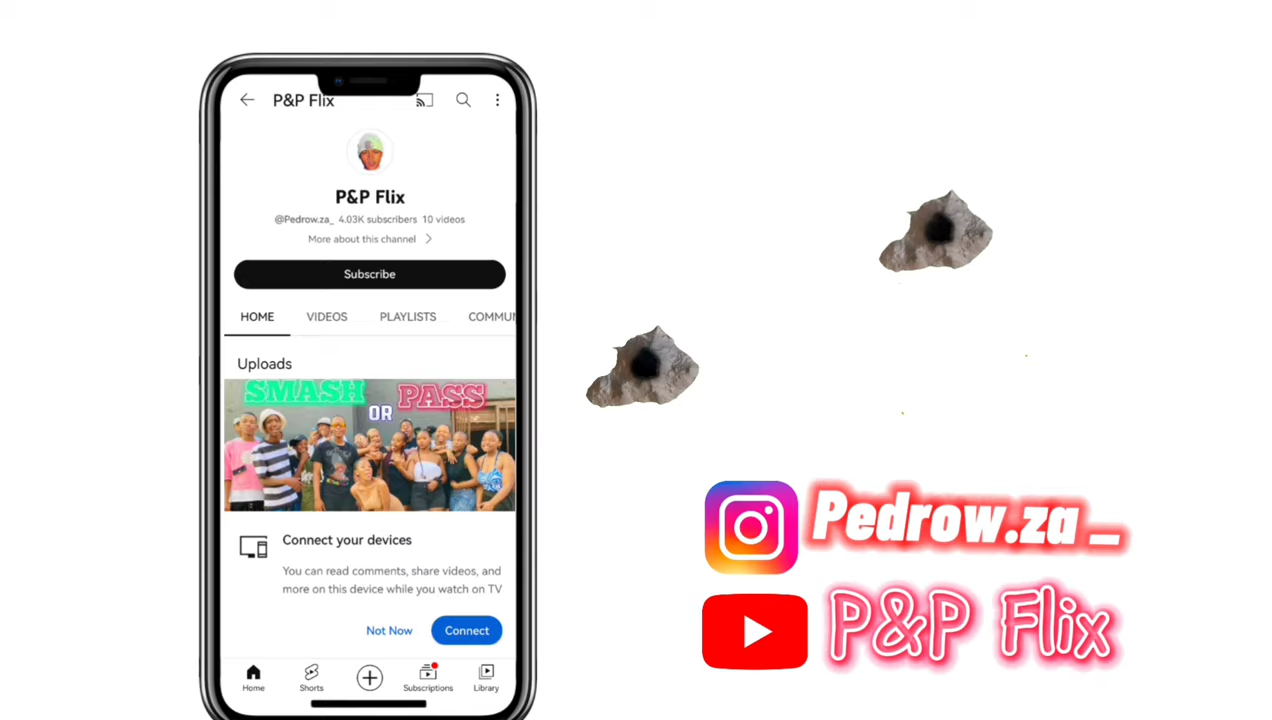 P&P Flix
P&P Flix
@Pedrow.za_ 4.03K subscribers 10 videos
More about this channel
Subscribe
HOME VIDEOS PLAYLISTS COMMUN
Uploads
SMASH OR PASS
Connect your devices
You can read comments, share videos, and
more on this device while you watch on TV
Not Now Connect
Home Shorts Subscriptions Library
Pedrow.za_
P&P Flix